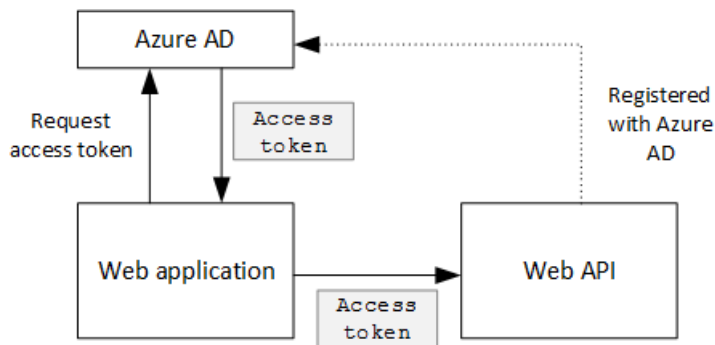 Azure AD
Request
access token
Access
token
Registered
with Azure
AD
Web application
Web API
Access
token